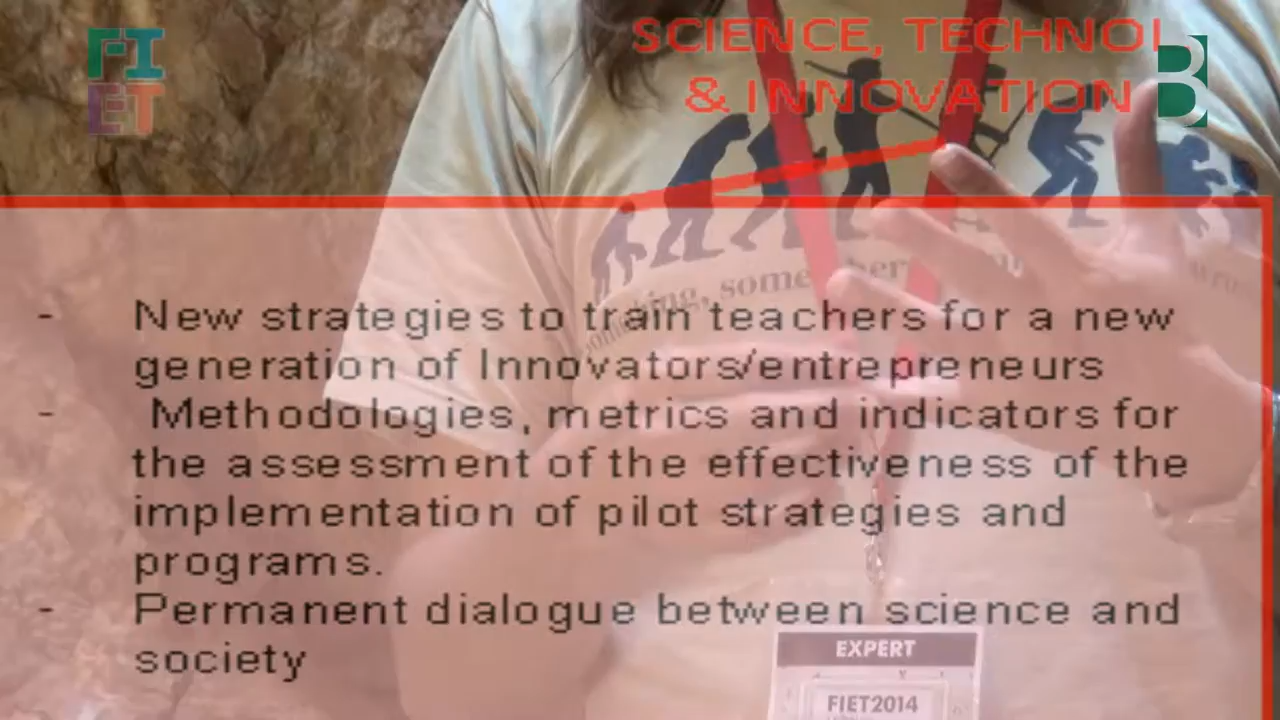 FI
ET
SCIENCE, TECHNOL
& INNOVATION
B
- New strategies to train teachers for a new
generation of Innovators/entrepreneurs
- Methodologies, metrics and indicators for
the assessment of the effectiveness of the
implementation of pilot strategies and
programs.
- Permanent dialogue between science and
society
EXPERT
FIET2014